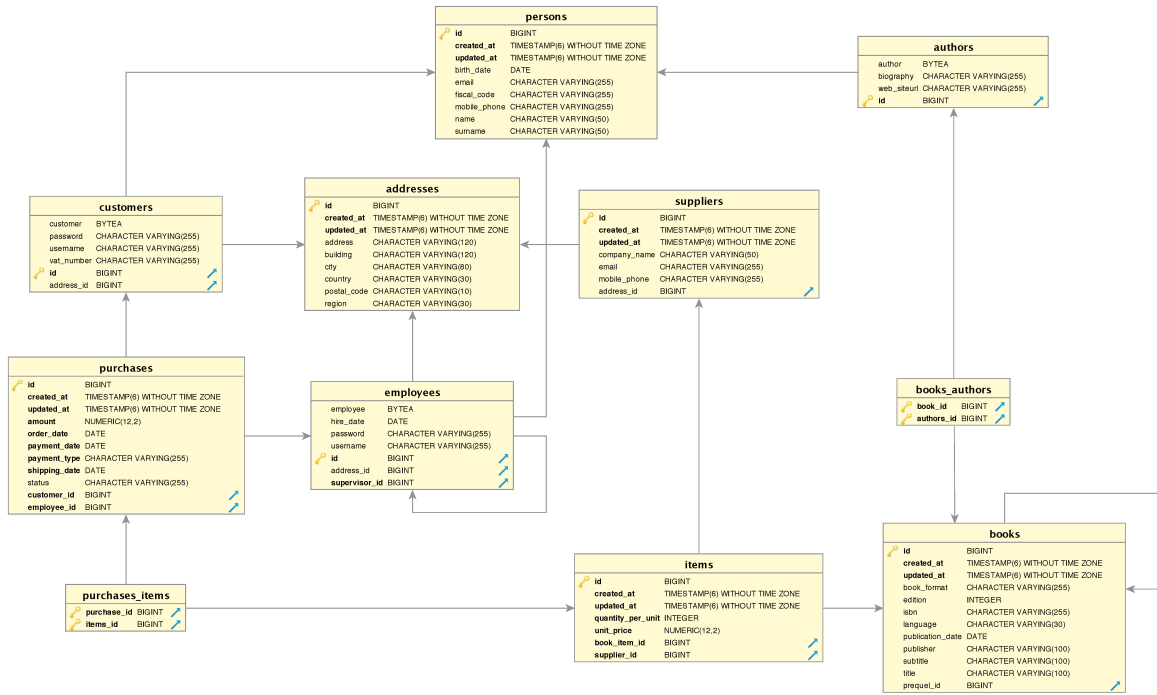 persons
id BIGINT
created_at TIMESTAMP(6) WITHOUT TIME ZONE
updated_at TIMESTAMP(6) WITHOUT TIME ZONE
birth_date DATE
email CHARACTER VARYING(255)
fiscal_code CHARACTER VARYING(255)
mobile_phone CHARACTER VARYING(255)
name CHARACTER VARYING(50)
surname CHARACTER VARYING(50)
authors
author BYTEA
biography CHARACTER VARYING(255)
web_siteurl CHARACTER VARYING(255)
id BIGINT
customers
customer BYTEA
password CHARACTER VARYING(255)
username CHARACTER VARYING(255)
vat_number CHARACTER VARYING(255)
id BIGINT
address_id BIGINT
addresses
id BIGINT
created_at TIMESTAMP(6) WITHOUT TIME ZONE
updated_at TIMESTAMP(6) WITHOUT TIME ZONE
address CHARACTER VARYING(120)
building CHARACTER VARYING(120)
city CHARACTER VARYING(80)
country CHARACTER VARYING(30)
postal_code CHARACTER VARYING(10)
region CHARACTER VARYING(30)
suppliers
id BIGINT
created_at TIMESTAMP(6) WITHOUT TIME ZONE
updated_at TIMESTAMP(6) WITHOUT TIME ZONE
company_name CHARACTER VARYING(50)
email CHARACTER VARYING(255)
mobile_phone CHARACTER VARYING(255)
address_id BIGINT
purchases
id BIGINT
created_at TIMESTAMP(6) WITHOUT TIME ZONE
updated_at TIMESTAMP(6) WITHOUT TIME ZONE
amount NUMERIC(12,2)
order_date DATE
payment_date DATE
payment_type CHARACTER VARYING(255)
shipping_date DATE
status CHARACTER VARYING(255)
customer_id BIGINT
employee_id BIGINT
employees
employee BYTEA
hire_date DATE
password CHARACTER VARYING(255)
username CHARACTER VARYING(255)
id BIGINT
address_id BIGINT
supervisor_id BIGINT
books_authors
book_id BIGINT
authors_id BIGINT
purchases_items
purchase_id BIGINT
items_id BIGINT
items
id BIGINT
created_at TIMESTAMP(6) WITHOUT TIME ZONE
updated_at TIMESTAMP(6) WITHOUT TIME ZONE
quantity_per_unit INTEGER
unit_price NUMERIC(12,2)
book_item_id BIGINT
supplier_id BIGINT
books
id BIGINT
created_at TIMESTAMP(6) WITHOUT TIME ZONE
updated_at TIMESTAMP(6) WITHOUT TIME ZONE
book_format CHARACTER VARYING(255)
edition INTEGER
isbn CHARACTER VARYING(255)
language CHARACTER VARYING(30)
publication_date DATE
publisher CHARACTER VARYING(100)
subtitle CHARACTER VARYING(100)
title CHARACTER VARYING(100)
prequel_id BIGINT